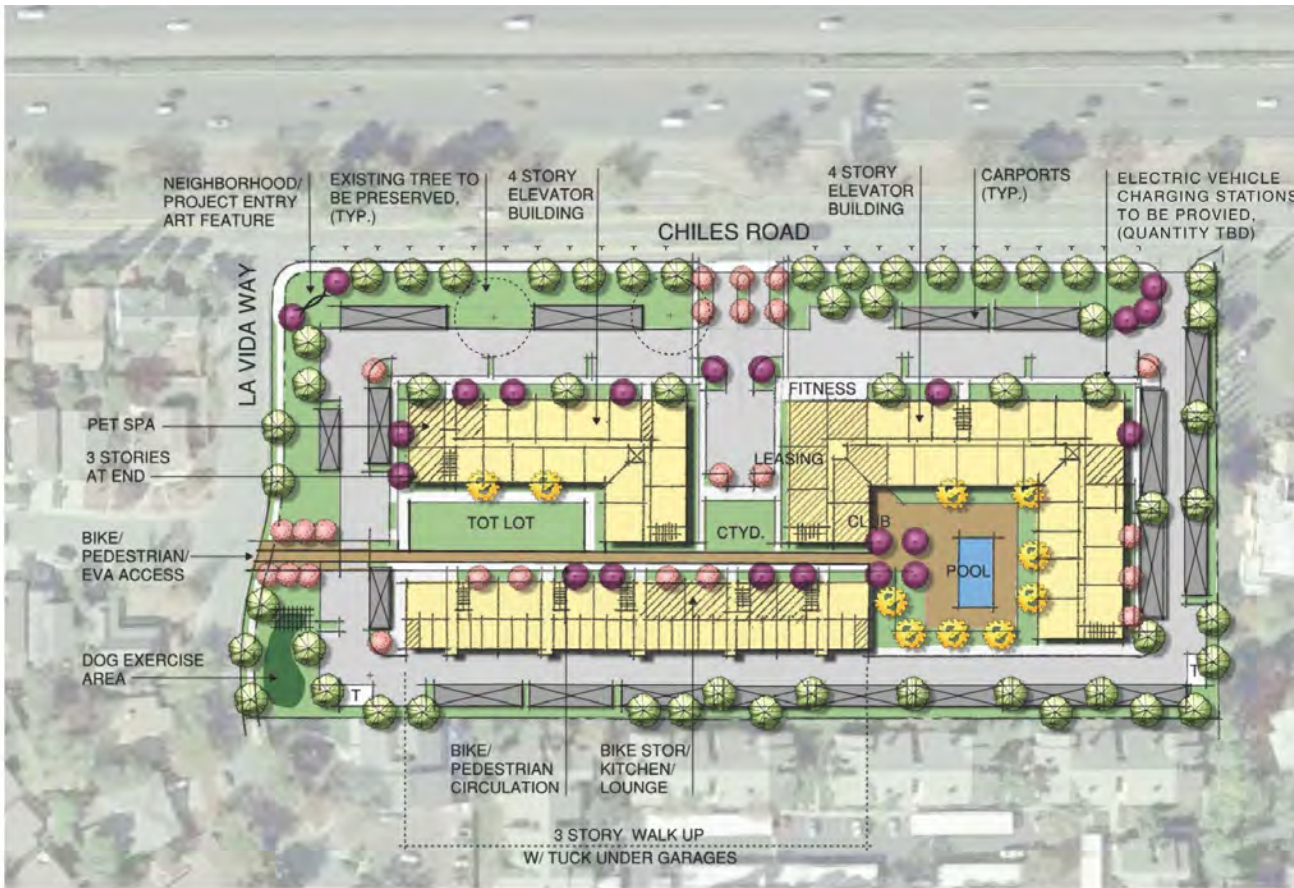 NEIGHBORHOOD/
PROJECT ENTRY
ART FEATURE
EXISTING TREE TO
BE PRESERVED,
(TYP.)
4 STORY
ELEVATOR
BUILDING
4 STORY
ELEVATOR
BUILDING
CARPORTS
(TYP.)
ELECTRIC VEHICLE
CHARGING STATIONS
TO BE PROVIED,
(QUANTITY TBD)
CHILES ROAD
LA VIDA WAY
FITNESS
PET SPA
3 STORIES
AT END
LEASING
TOT LOT
CTYD.
CLUB
BIKE/
PEDESTRIAN/
EVA ACCESS
POOL
DOG EXERCISE
AREA
T
T
BIKE/
PEDESTRIAN
CIRCULATION
BIKE STOR/
KITCHEN/
LOUNGE
3 STORY WALK UP
W/ TUCK UNDER GARAGES